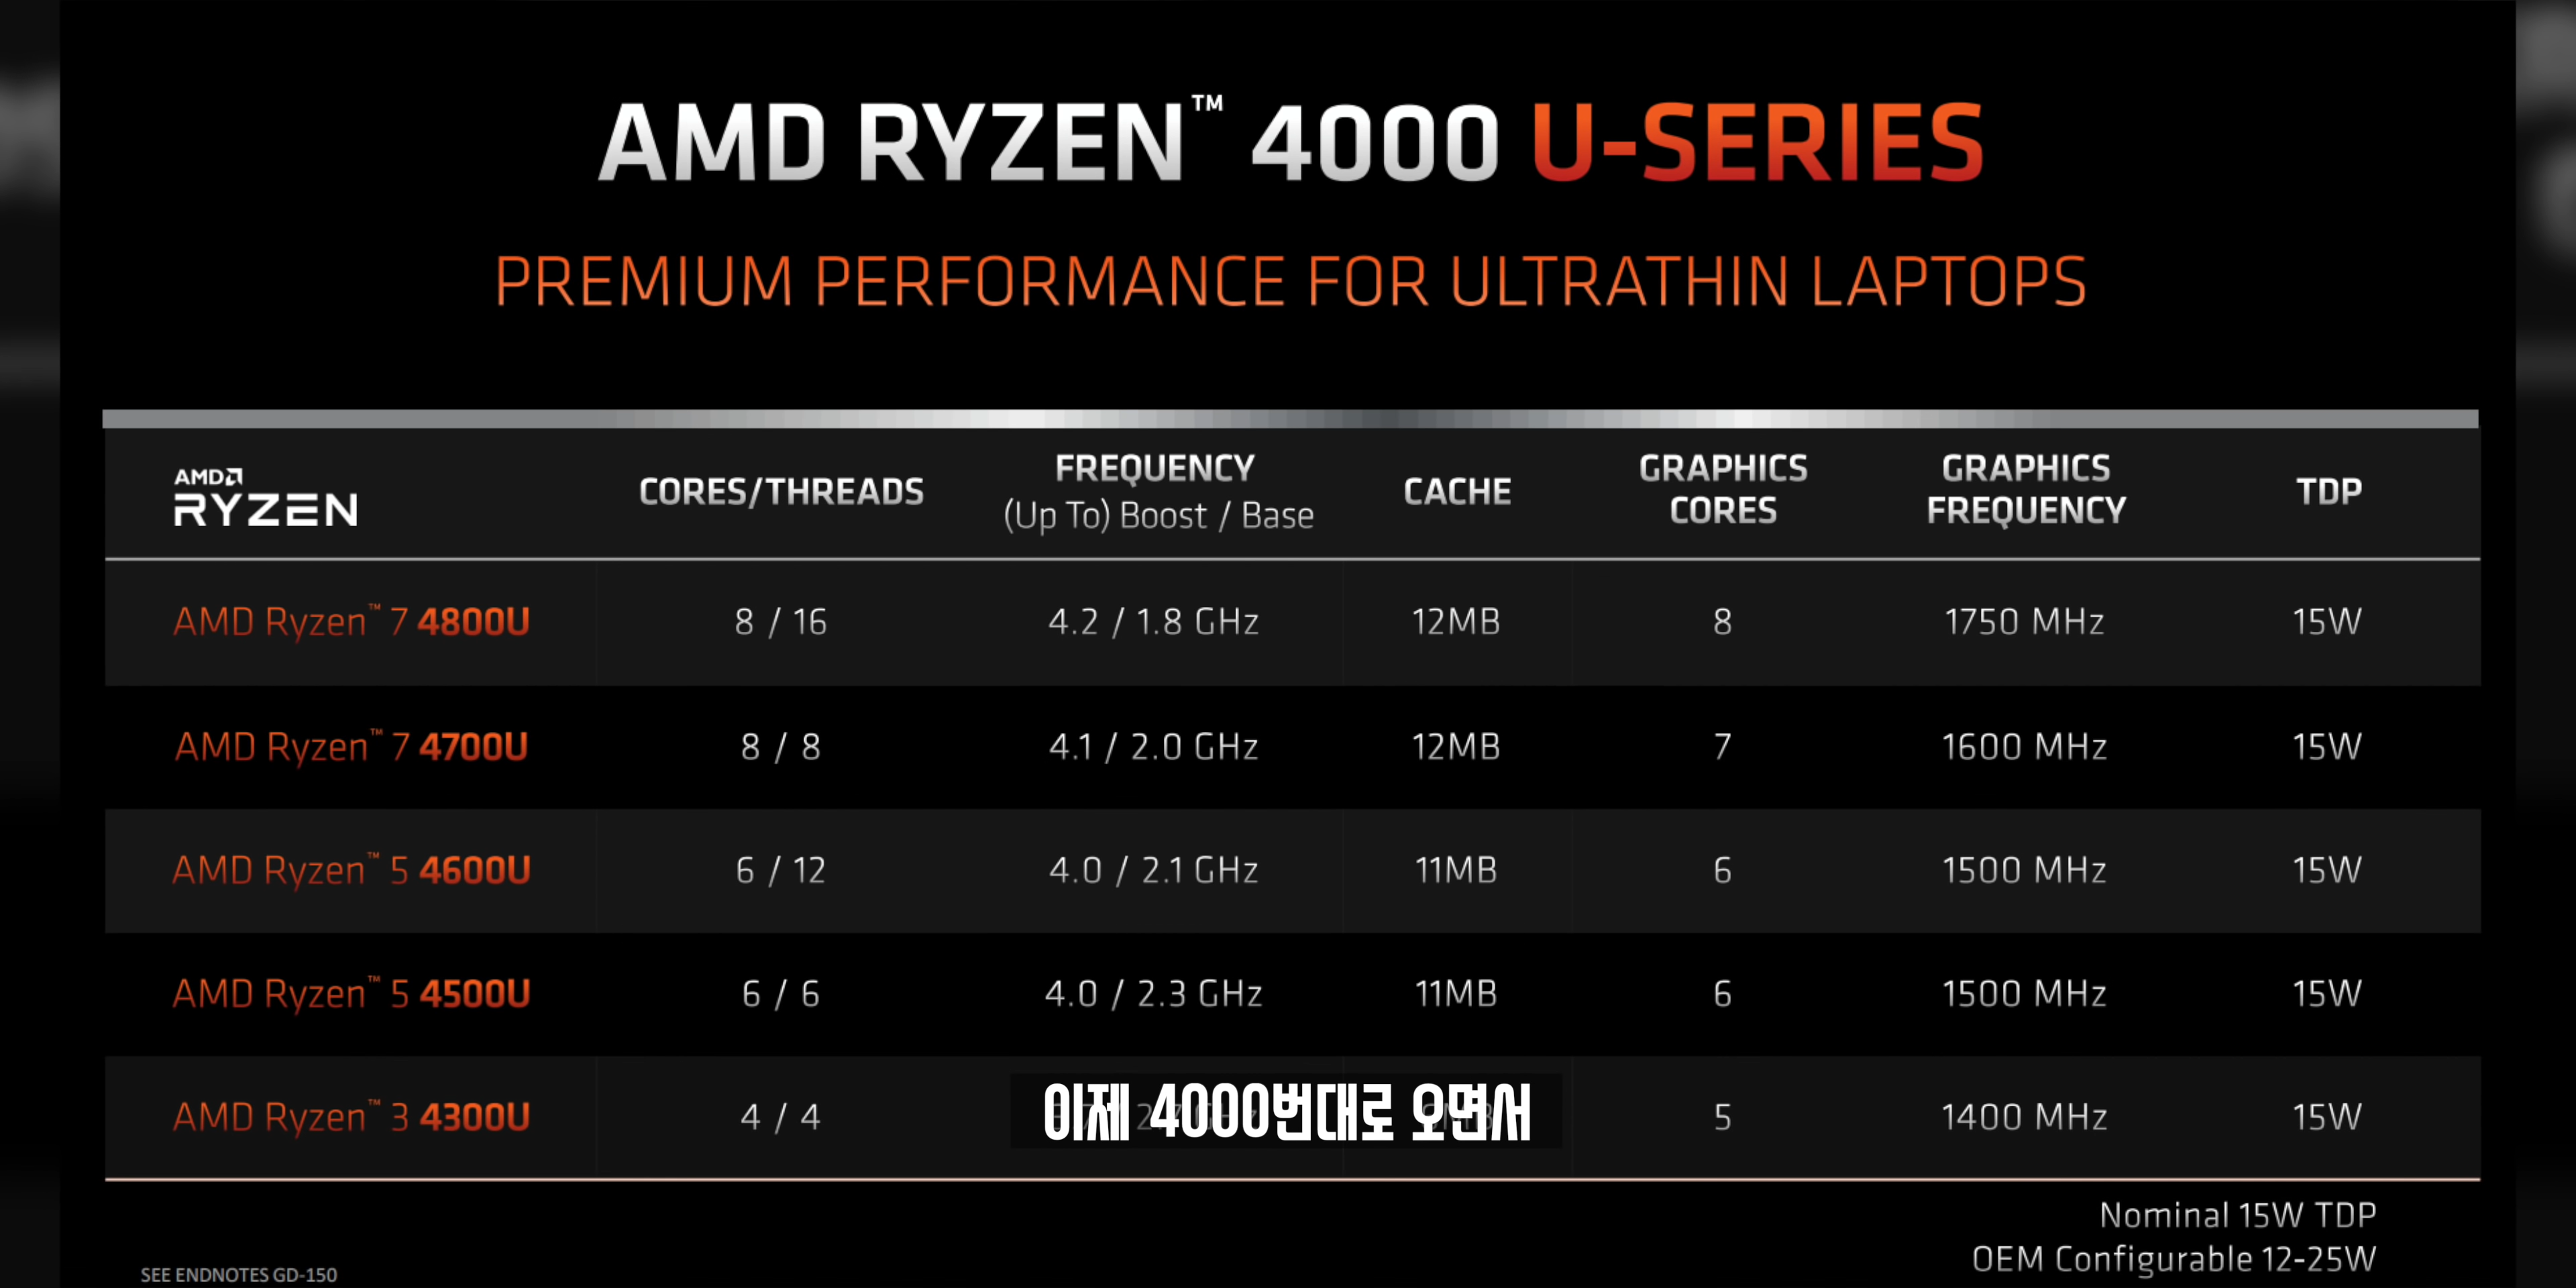 AMD RYZEN™ 4000 U-SERIES
PREMIUM PERFORMANCE FOR ULTRATHIN LAPTOPS
AMD RYZEN CORES/THREADS FREQUENCY (Up To) Boost / Base CACHE GRAPHICS CORES GRAPHICS FREQUENCY TDP
AMD Ryzen™ 7 4800U 8 / 16 4.2 / 1.8 GHz 12MB 8 1750 MHz 15W
AMD Ryzen™ 7 4700U 8 / 8 4.1 / 2.0 GHz 12MB 7 1600 MHz 15W
AMD Ryzen™ 5 4600U 6 / 12 4.0 / 2.1 GHz 11MB 6 1500 MHz 15W
AMD Ryzen™ 5 4500U 6 / 6 4.0 / 2.3 GHz 11MB 6 1500 MHz 15W
AMD Ryzen™ 3 4300U 4 / 4 5 1400 MHz 15W
이제 4000번대로 오면서
Nominal 15W TDP
OEM Configurable 12-25W
SEE ENDNOTES GD-150